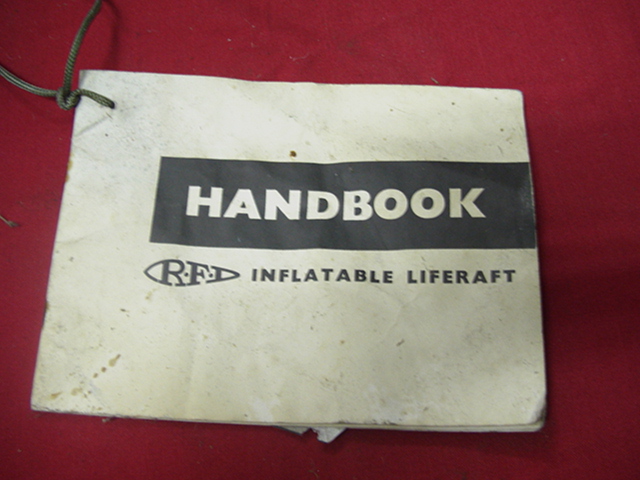 HANDBOOK
R.F.D INFLATABLE LIFERAFT